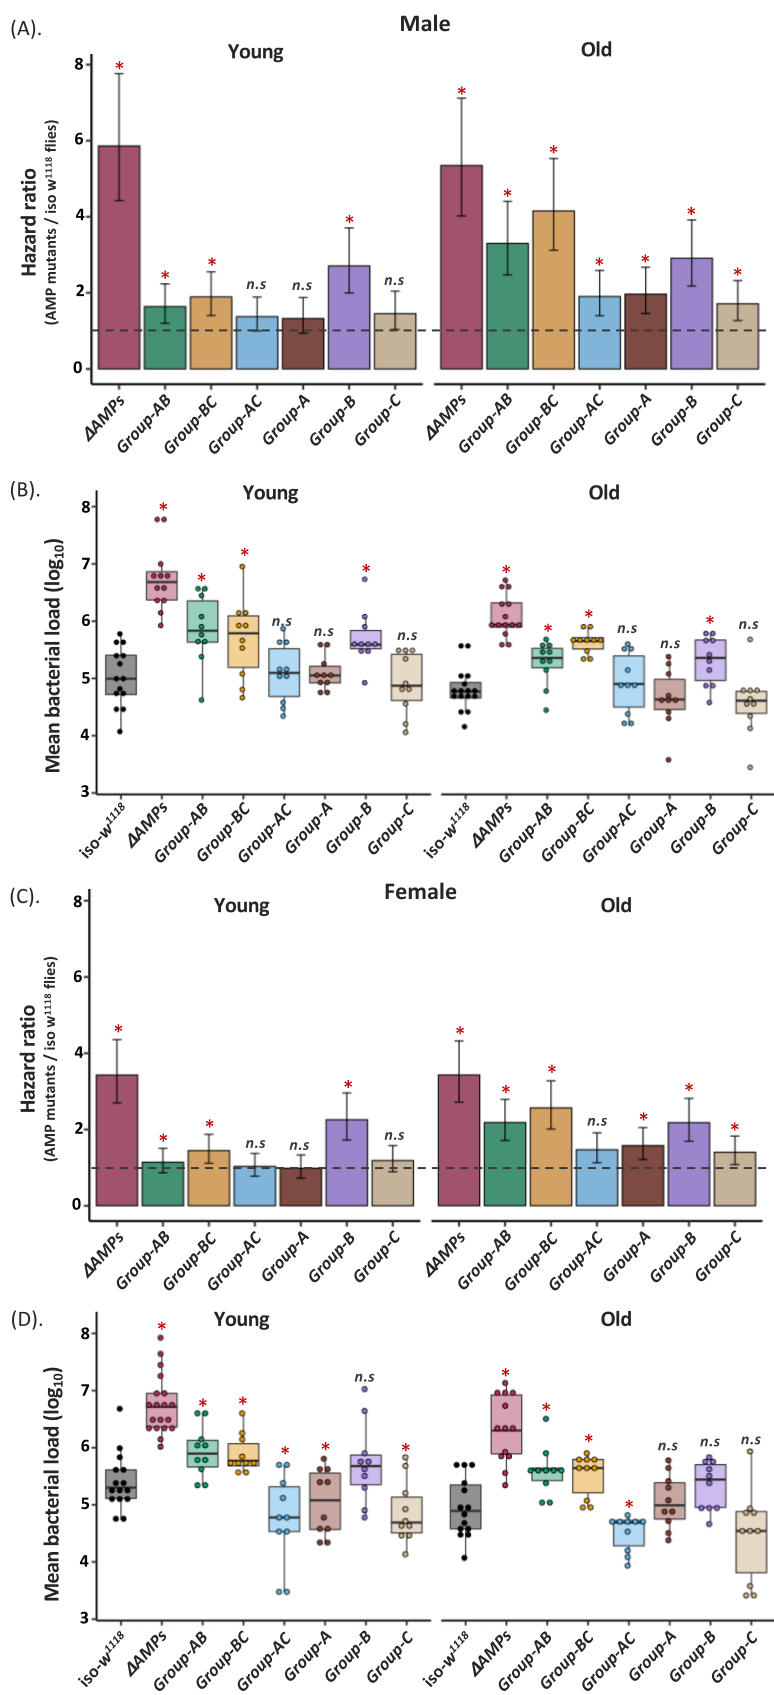 (A).
Male
Young
Old
Hazard ratio
(AMP mutants / iso w1118 flies)
8
6
4
2
0
*
*
*
n.s
n.s
*
n.s
*
*
*
*
*
*
*
ΔAMPs
Group-AB
Group-BC
Group-AC
Group-A
Group-B
Group-C
ΔAMPs
Group-AB
Group-BC
Group-AC
Group-A
Group-B
Group-C
(B).
Young
Old
Mean bacterial load (log10)
8
7
6
5
4
3
*
*
*
n.s
n.s
*
n.s
*
*
*
n.s
n.s
*
n.s
iso-w1118
ΔAMPs
Group-AB
Group-BC
Group-AC
Group-A
Group-B
Group-C
iso-w1118
ΔAMPs
Group-AB
Group-BC
Group-AC
Group-A
Group-B
Group-C
(C).
Female
Young
Old
Hazard ratio
(AMP mutants / iso w1118 flies)
8
6
4
2
0
*
*
*
n.s
n.s
*
n.s
*
*
*
n.s
*
*
*
ΔAMPs
Group-AB
Group-BC
Group-AC
Group-A
Group-B
Group-C
ΔAMPs
Group-AB
Group-BC
Group-AC
Group-A
Group-B
Group-C
(D).
Young
Old
Mean bacterial load (log10)
8
7
6
5
4
3
*
*
*
*
*
n.s
*
*
*
*
*
n.s
n.s
n.s
iso-w1118
ΔAMPs
Group-AB
Group-BC
Group-AC
Group-A
Group-B
Group-C
iso-w1118
ΔAMPs
Group-AB
Group-BC
Group-AC
Group-A
Group-B
Group-C